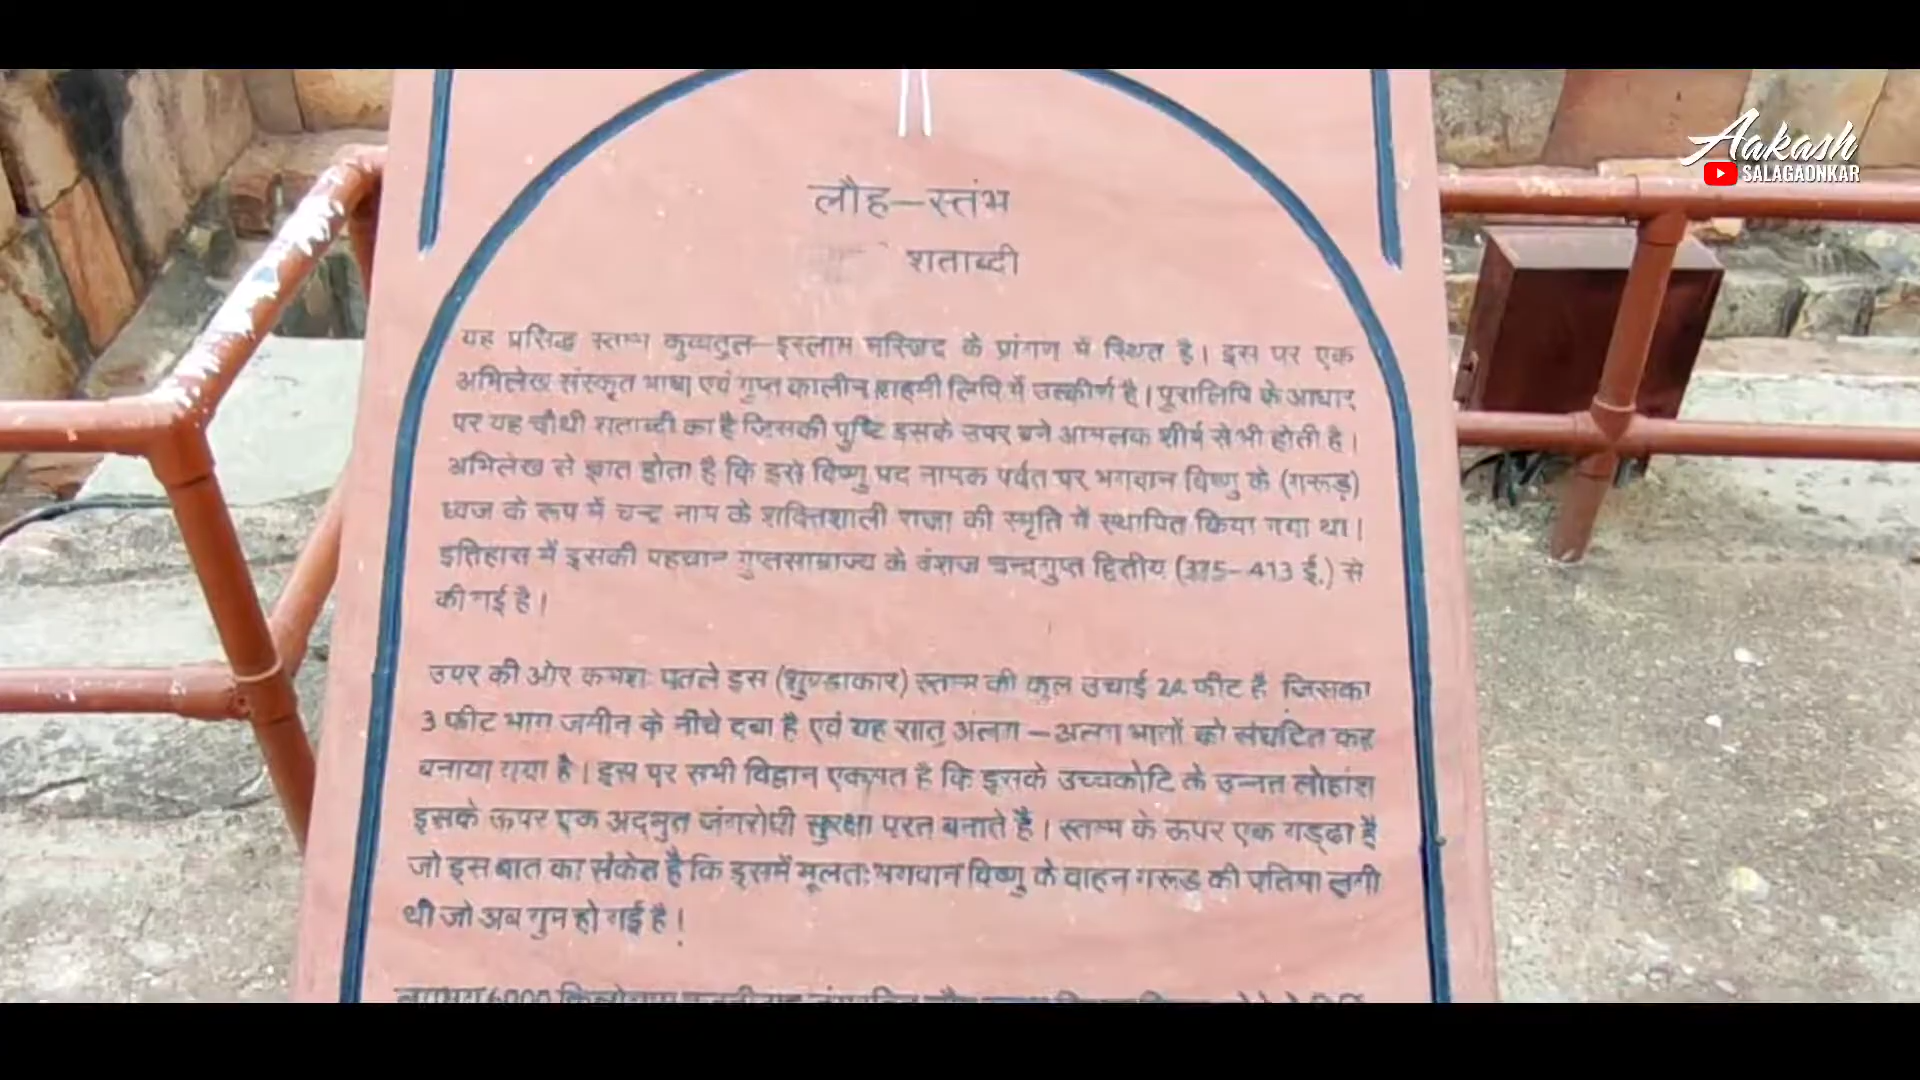 Aakash
SALAGAONKAR
लौह–स्तंभ
शताब्दी
यह प्रसिद्ध स्तम्भ कुव्वतुल–इस्लाम मस्जिद के प्रांगण में स्थित है। इस पर एक
अभिलेख संस्कृत भाषा एवं गुप्त कालीन ब्राहमी लिपि में उत्कीर्ण है। पुरालिपि के आधार
पर यह चौथी शताब्दी का है जिसकी पुष्टि इसके उपर बने आमलक शीर्ष से भी होती है।
अभिलेख से ज्ञात होता है कि इसे विष्णु पद नामक पर्वत पर भगवान विष्णु के (गरूड़)
ध्वज के रूप में चन्द्र नाम के शक्तिशाली राजा की स्मृति में स्थापित किया गया था।
इतिहास में इसकी पहचान गुप्तसाम्राज्य के वंशज चन्द्रगुप्त द्वितीय (375–413 ई.) से
की गई है।
उपर की ओर क्रमशः पतले इस (शुण्डाकार) स्तम्भ की कुल उचाई 24 फीट है जिसका
3 फीट भाग जमीन के नीचे दबा है एवं यह सात अलग –अलग भागों को संघटित कर
बनाया गया है। इस पर सभी विद्वान एकमत है कि इसके उच्चकोटि के उन्नत लोहांश
इसके ऊपर एक अद्भुत जंगरोधी सुरक्षा परत बनाते है। स्तम्भ के ऊपर एक गड्ढा है
जो इस बात का संकेत है कि इसमें मूलतः भगवान विष्णु के वाहन गरूड की प्रतिमा लगी
थी जो अब गुम हो गई है।